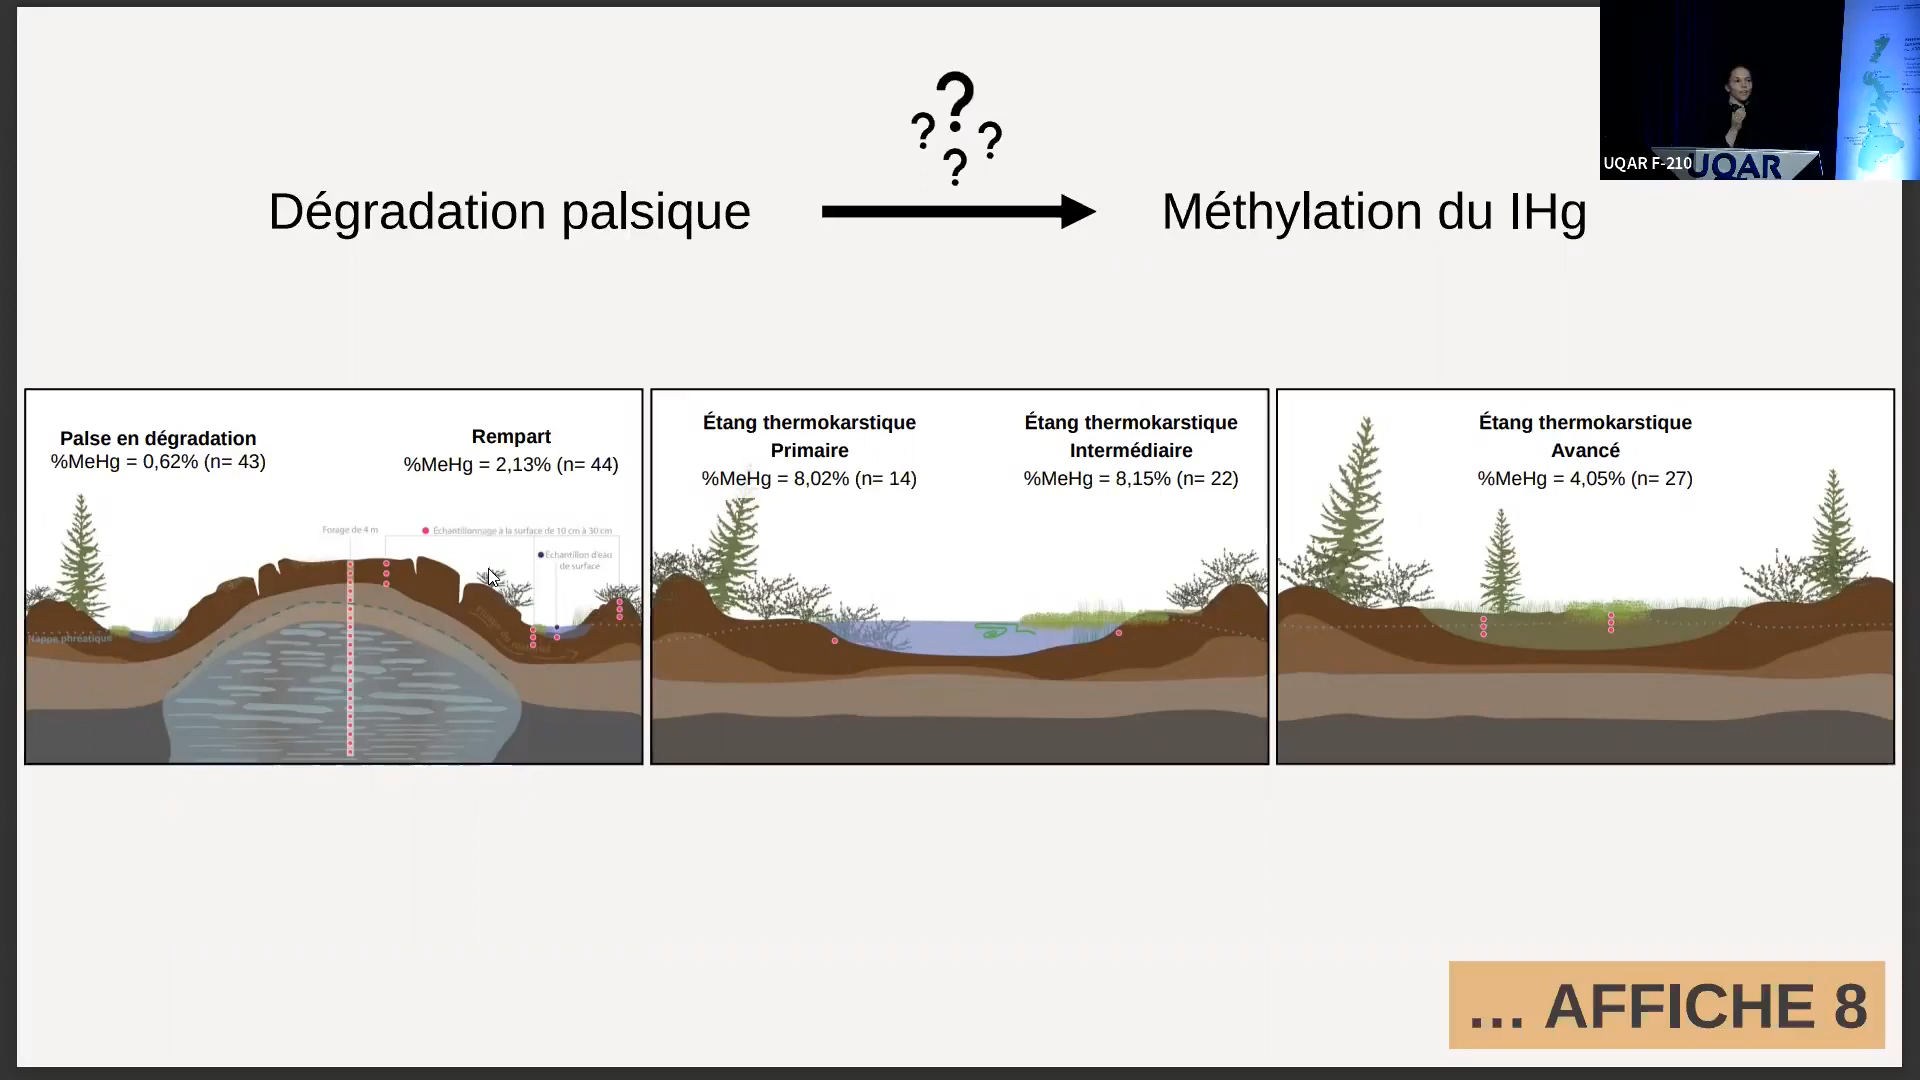 ?
? ?
?
Dégradation palsique
Méthylation du IHg
UQAR F-210
UQAR
Palse en dégradation
%MeHg = 0,62% (n= 43)
Rempart
%MeHg = 2,13% (n= 44)
Forage de 4 m
Échantillonnage à la surface de 10 cm à 30 cm
Échantillon d'eau
de surface
Nappe phréatique
Étang thermokarstique
Primaire
%MeHg = 8,02% (n= 14)
Étang thermokarstique
Intermédiaire
%MeHg = 8,15% (n= 22)
Étang thermokarstique
Avancé
%MeHg = 4,05% (n= 27)
... AFFICHE 8